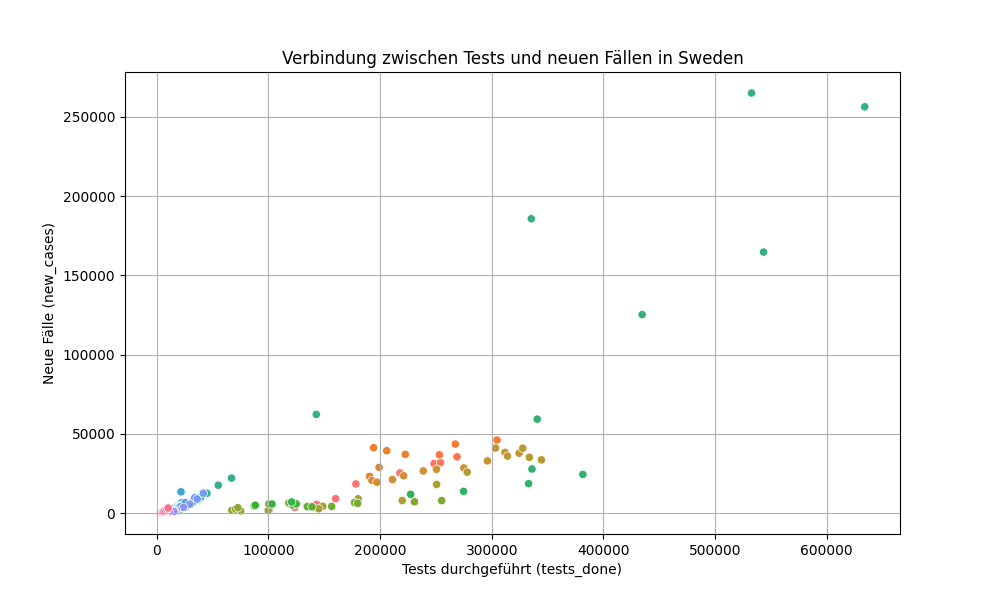 Verbindung zwischen Tests und neuen Fällen in Sweden
250000
200000
150000
100000
50000
0
Neue Fälle (new_cases)
0 100000 200000 300000 400000 500000 600000
Tests durchgeführt (tests_done)